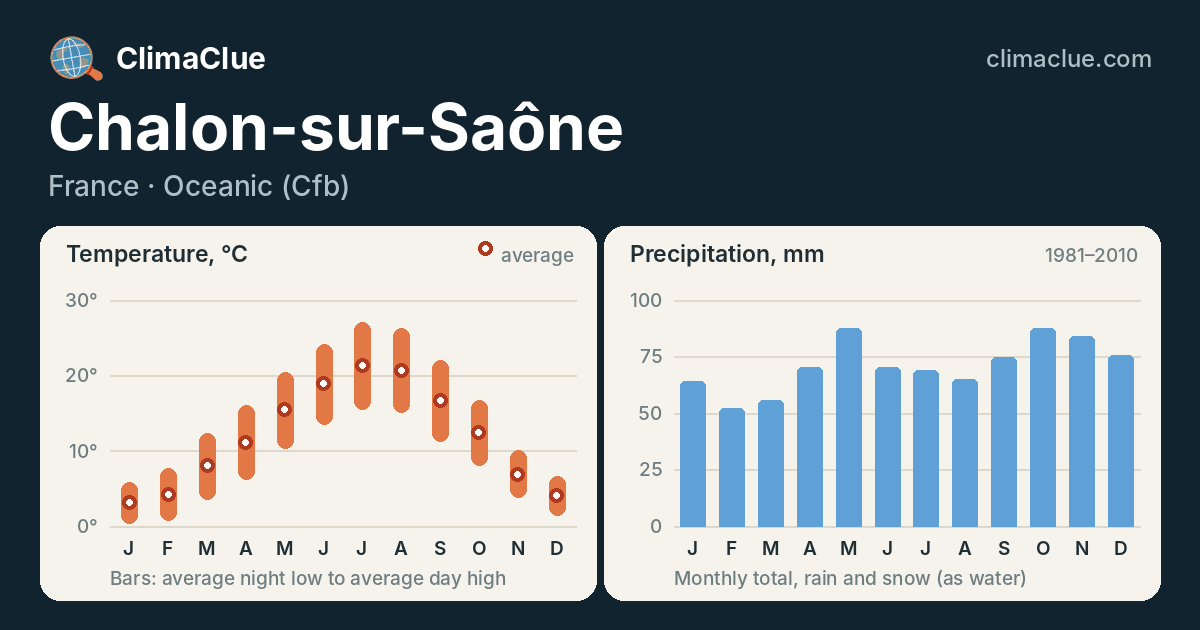 ClimaClue
climaclue.com
Chalon-sur-Saône
France · Oceanic (Cfb)
Temperature, °C
average
30°
20°
10°
0°
J F M A M J J A S O N D
Bars: average night low to average day high
Precipitation, mm
1981–2010
100
75
50
25
0
J F M A M J J A S O N D
Monthly total, rain and snow (as water)